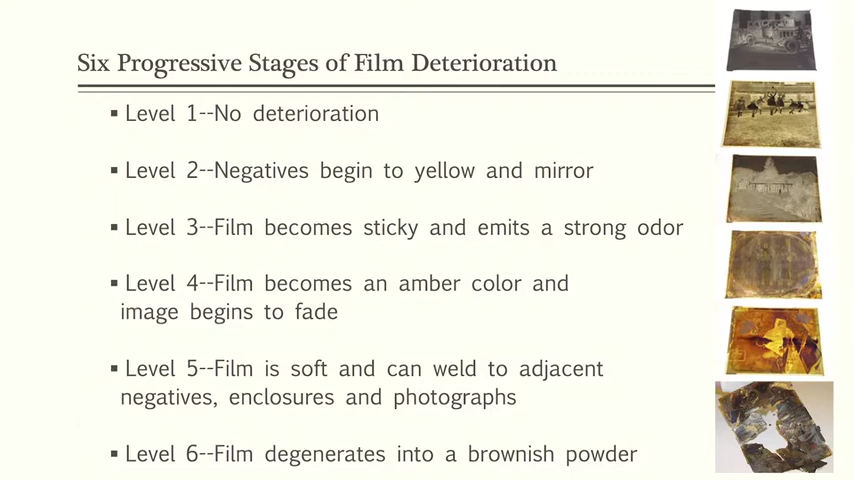 Six Progressive Stages of Film Deterioration
▪ Level 1--No deterioration
▪ Level 2--Negatives begin to yellow and mirror
▪ Level 3--Film becomes sticky and emits a strong odor
▪ Level 4--Film becomes an amber color and
image begins to fade
▪ Level 5--Film is soft and can weld to adjacent
negatives, enclosures and photographs
▪ Level 6--Film degenerates into a brownish powder